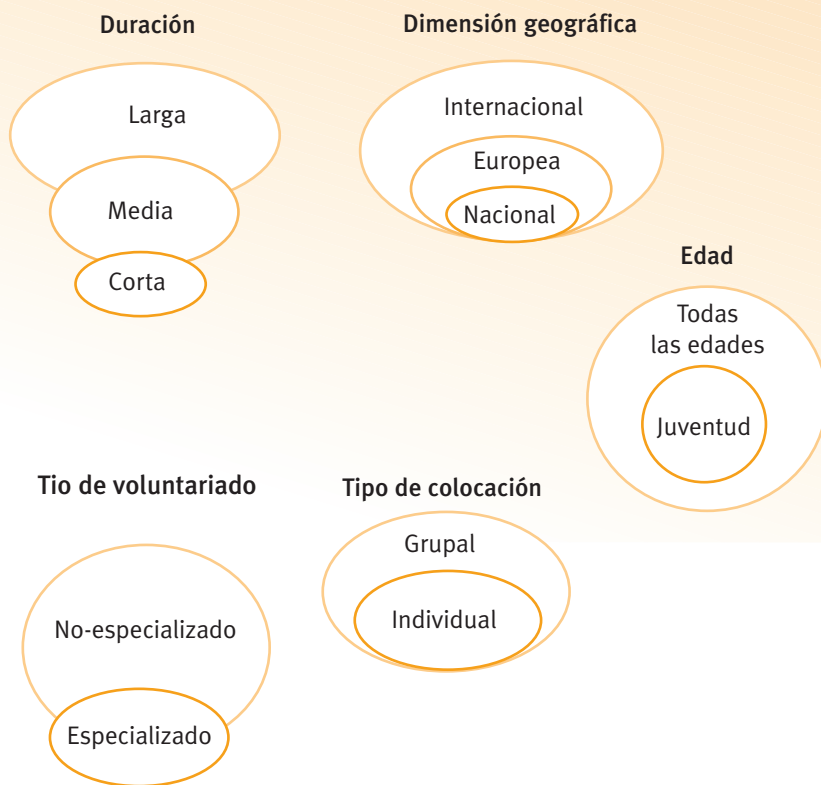 Duración
Larga
Media
Corta
Dimensión geográfica
Internacional
Europea
Nacional
Edad
Todas
las edades
Juventud
Tio de voluntariado
No-especializado
Especializado
Tipo de colocación
Grupal
Individual